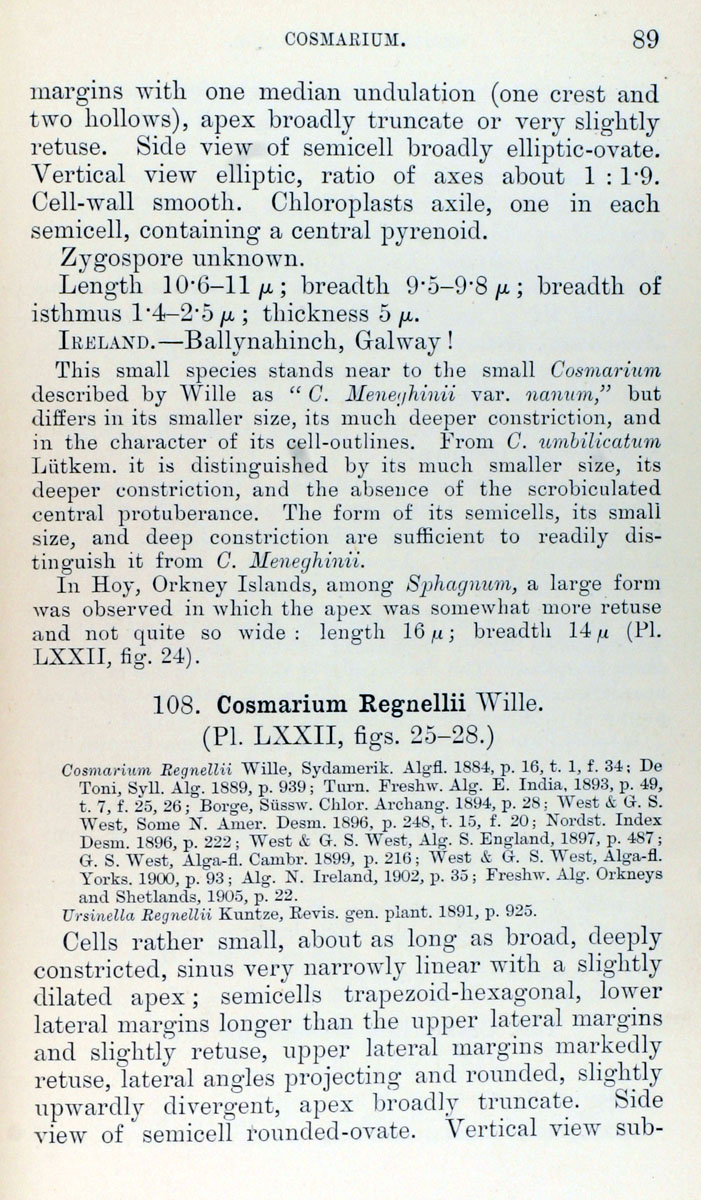 COSMARIUM. 89
margins with one median undulation (one crest and
two hollows), apex broadly truncate or very slightly
retuse. Side view of semicell broadly elliptic-ovate.
Vertical view elliptic, ratio of axes about 1 : 1·9.
Cell-wall smooth. Chloroplasts axile, one in each
semicell, containing a central pyrenoid.
Zygospore unknown.
Length 10·6–11 μ; breadth 9·5–9·8 μ; breadth of
isthmus 1·4–2·5 μ; thickness 5 μ.
IRELAND.—Ballynahinch, Galway!
This small species stands near to the small Cosmarium
described by Wille as “C. Meneghinii var. nanum,” but
differs in its smaller size, its much deeper constriction, and
in the character of its cell-outlines. From C. umbilicatum
Lütkem. it is distinguished by its much smaller size, its
deeper constriction, and the absence of the scrobiculated
central protuberance. The form of its semicells, its small
size, and deep constriction are sufficient to readily dis-
tinguish it from C. Meneghinii.
In Hoy, Orkney Islands, among Sphagnum, a large form
was observed in which the apex was somewhat more retuse
and not quite so wide: length 16 μ; breadth 14 μ (Pl.
LXXII, fig. 24).
108. Cosmarium Regnellii Wille.
(Pl. LXXII, figs. 25–28.)
Cosmarium Regnellii Wille, Sydamerik. Algfl. 1884, p. 16, t. 1, f. 34; De
Toni, Syll. Alg. 1889, p. 939; Turn. Freshw. Alg. E. India, 1893, p. 49,
t. 7, f. 25, 26; Borge, Süssw. Chlor. Archang. 1894, p. 28; West & G. S.
West, Some N. Amer. Desm. 1896, p. 248, t. 15, f. 20; Nordst. Index
Desm. 1896, p. 222; West & G. S. West, Alg. S. England, 1897, p. 487;
G. S. West, Alga-fl. Cambr. 1899, p. 216; West & G. S. West, Alga-fl.
Yorks. 1900, p. 93; Alg. N. Ireland, 1902, p. 35; Freshw. Alg. Orkneys
and Shetlands, 1905, p. 22.
Ursinella Regnellii Kuntze, Revis. gen. plant. 1891, p. 925.
Cells rather small, about as long as broad, deeply
constricted, sinus very narrowly linear with a slightly
dilated apex; semicells trapezoid-hexagonal, lower
lateral margins longer than the upper lateral margins
and slightly retuse, upper lateral margins markedly
retuse, lateral angles projecting and rounded, slightly
upwardly divergent, apex broadly truncate. Side
view of semicell rounded-ovate. Vertical view sub-